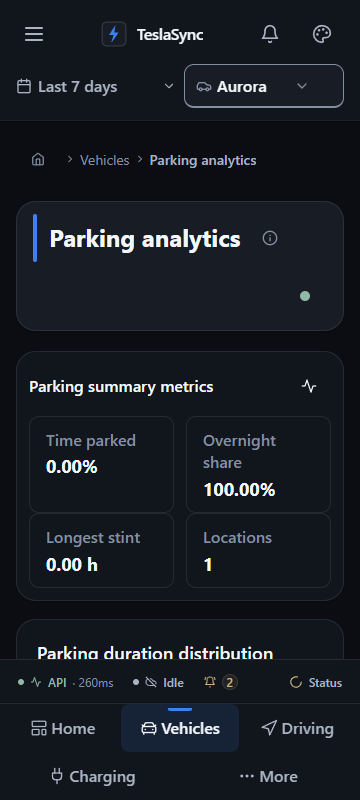 TeslaSync
Last 7 days
Aurora
Vehicles
Parking analytics
Parking analytics
Parking summary metrics
Time parked
0.00%
Overnight
share
100.00%
Longest stint
0.00 h
Locations
1
Parking duration distribution
API · 260ms
Idle
2
Status
Home
Vehicles
Driving
Charging
More